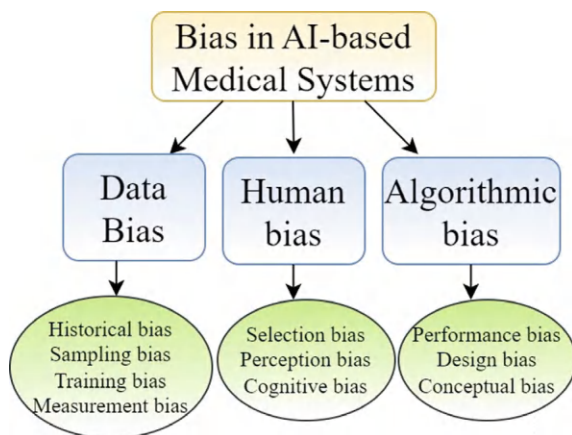 Bias in AI-based
Medical Systems
Data
Bias
Human
bias
Algorithmic
bias
Historical bias
Sampling bias
Training bias
Measurement bias
Selection bias
Perception bias
Cognitive bias
Performance bias
Design bias
Conceptual bias